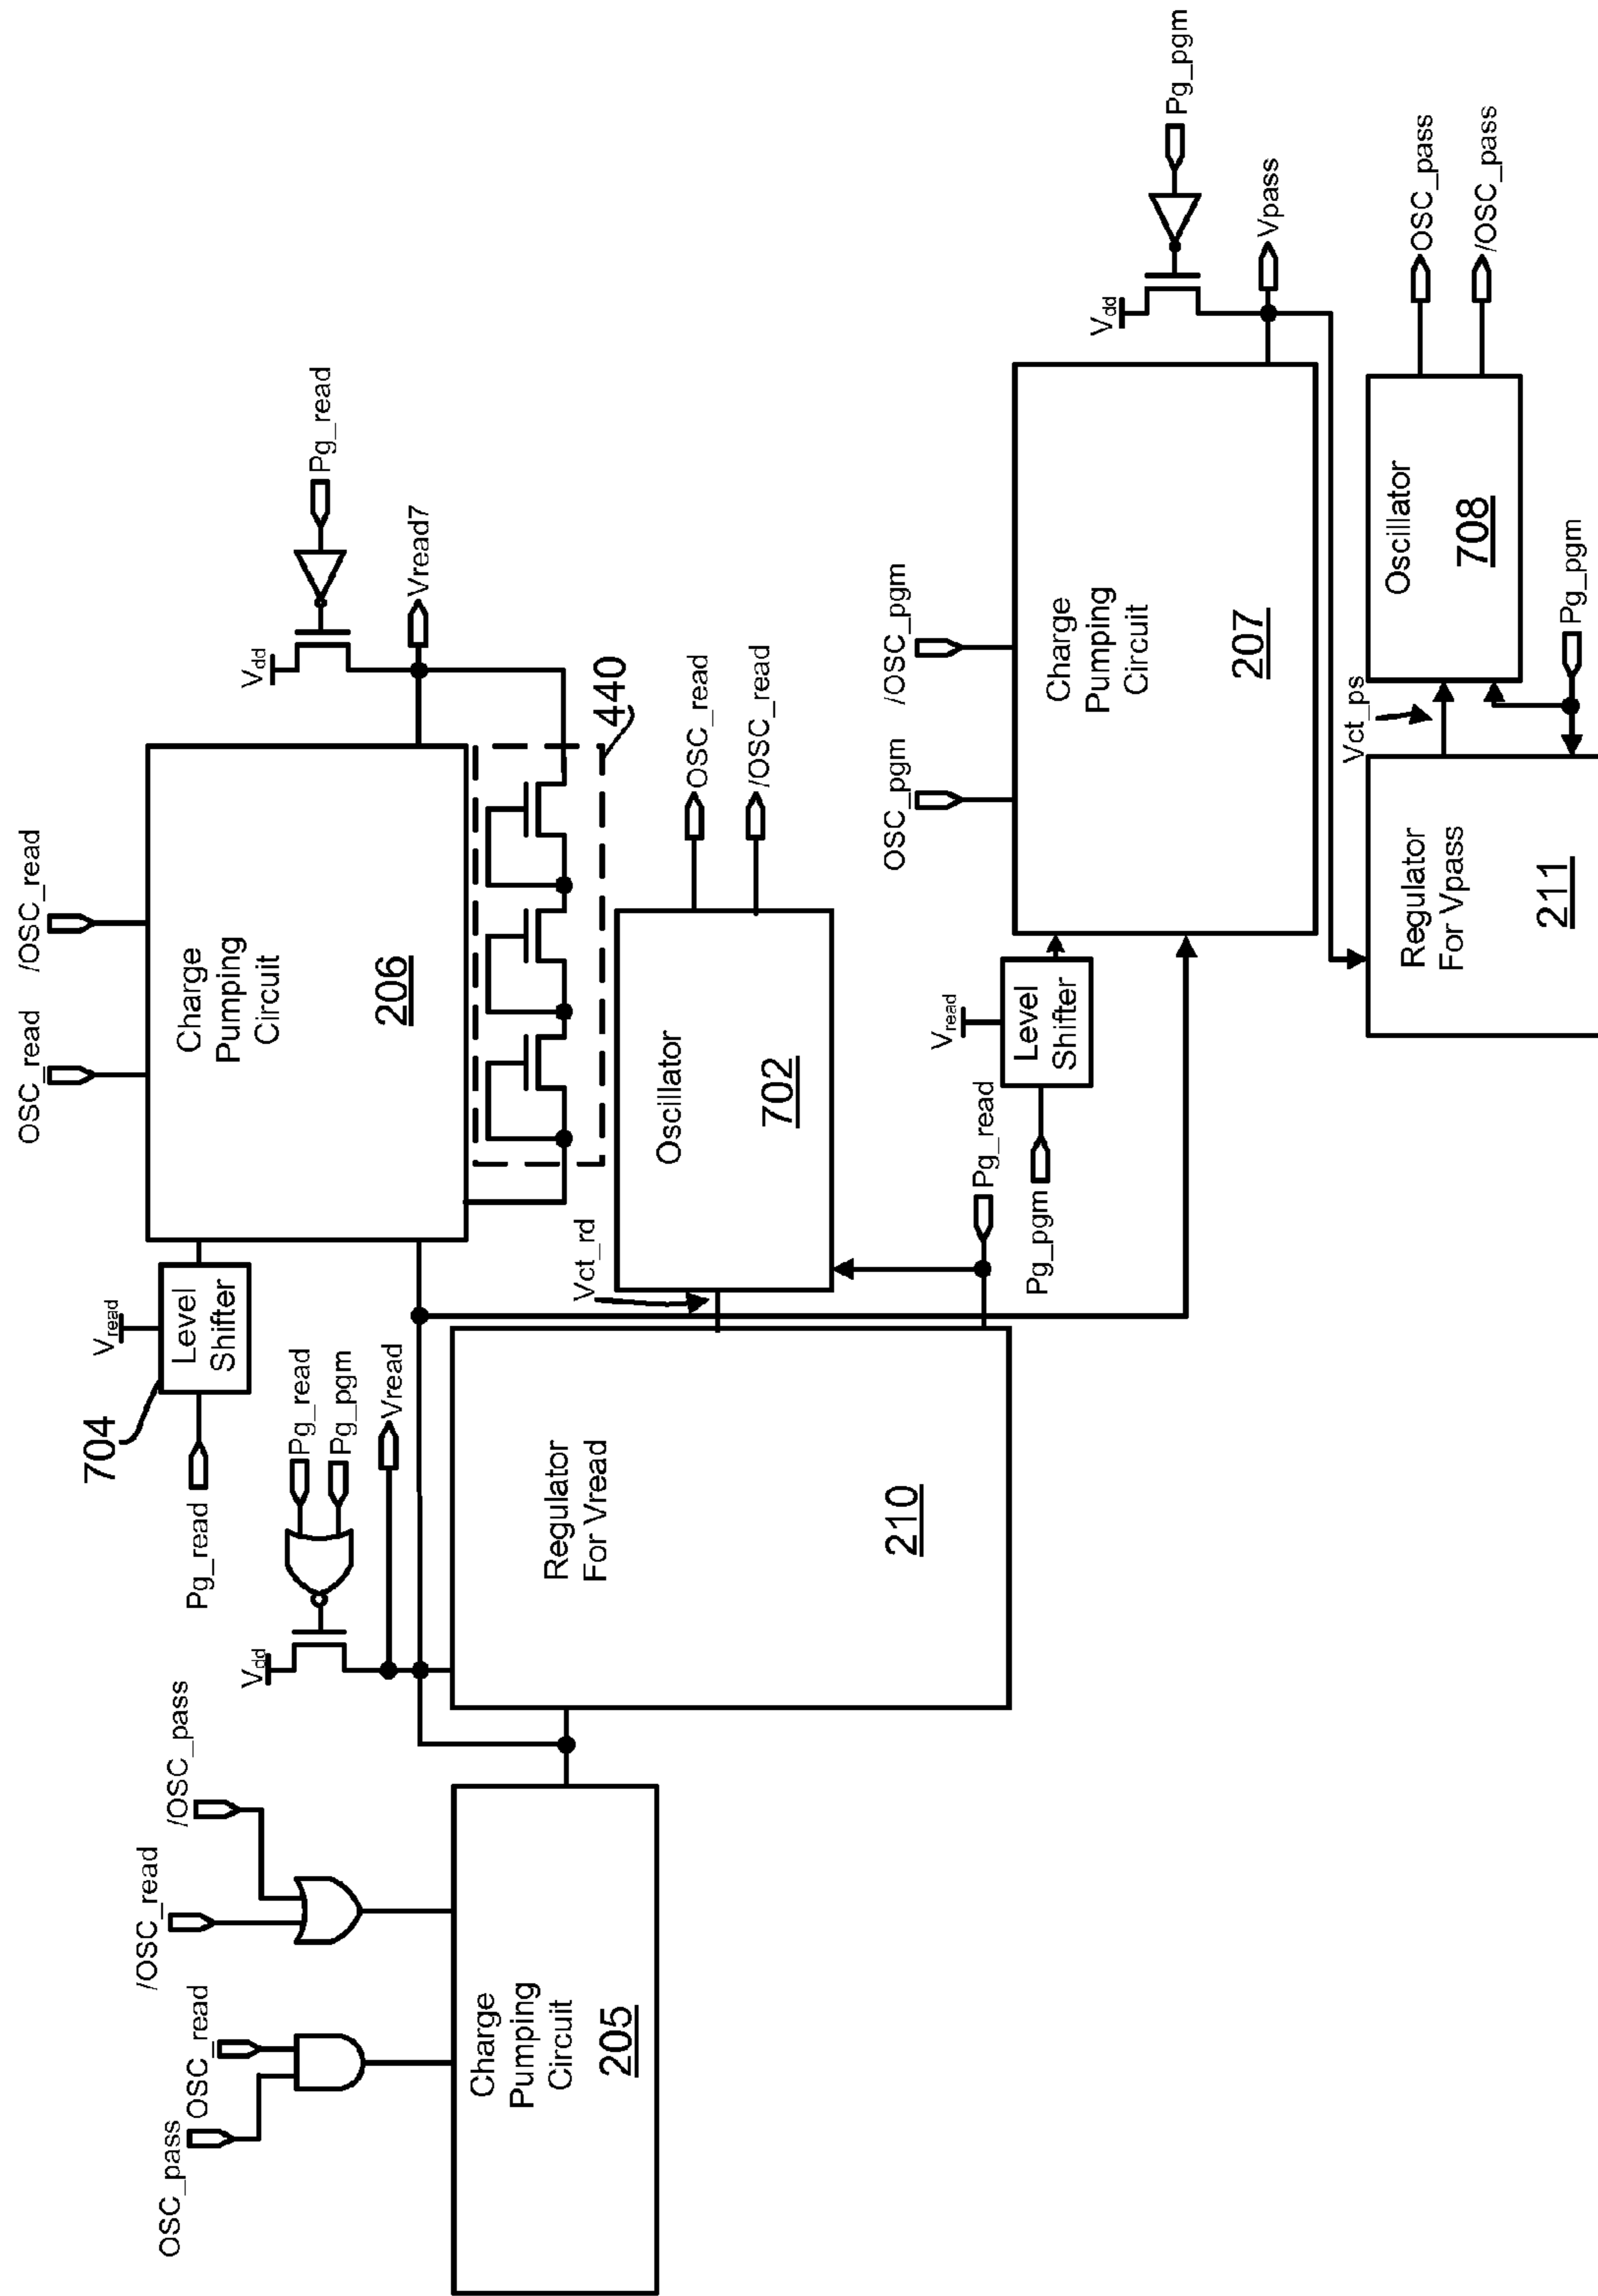 OSC_pass
OSC_read
/OSC_read
/OSC_pass
Charge
Pumping
Circuit
205
Vdd
Pg_read
Pg_pgm
Vread
Regulator
For Vread
210
Pg_read
704
Vread
Level
Shifter
OSC_read
/OSC_read
Charge
Pumping
Circuit
206
Vdd
Pg_read
Vread7
440
Vct_rd
Oscillator
702
OSC_read
/OSC_read
Pg_read
Pg_pgm
Vread
Level
Shifter
OSC_pgm
/OSC_pgm
Charge
Pumping
Circuit
207
Vdd
Pg_pgm
Vpass
Regulator
For Vpass
211
Vct_ps
Oscillator
708
OSC_pass
/OSC_pass
Pg_pgm